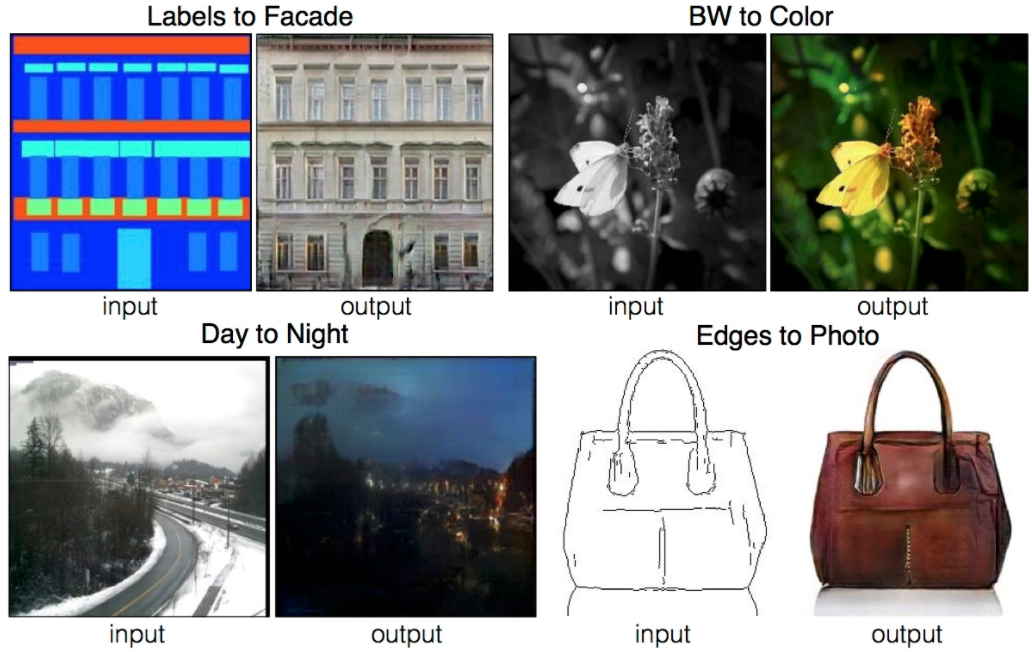 Labels to Facade
BW to Color
input
output
input
output
Day to Night
Edges to Photo
input
output
input
output